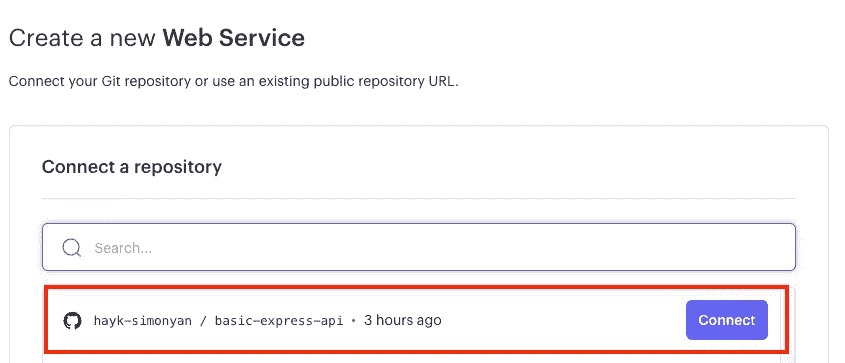 Create a new Web Service
Connect your Git repository or use an existing public repository URL.
Connect a repository
Search...
hayk-simonyan / basic-express-api • 3 hours ago Connect